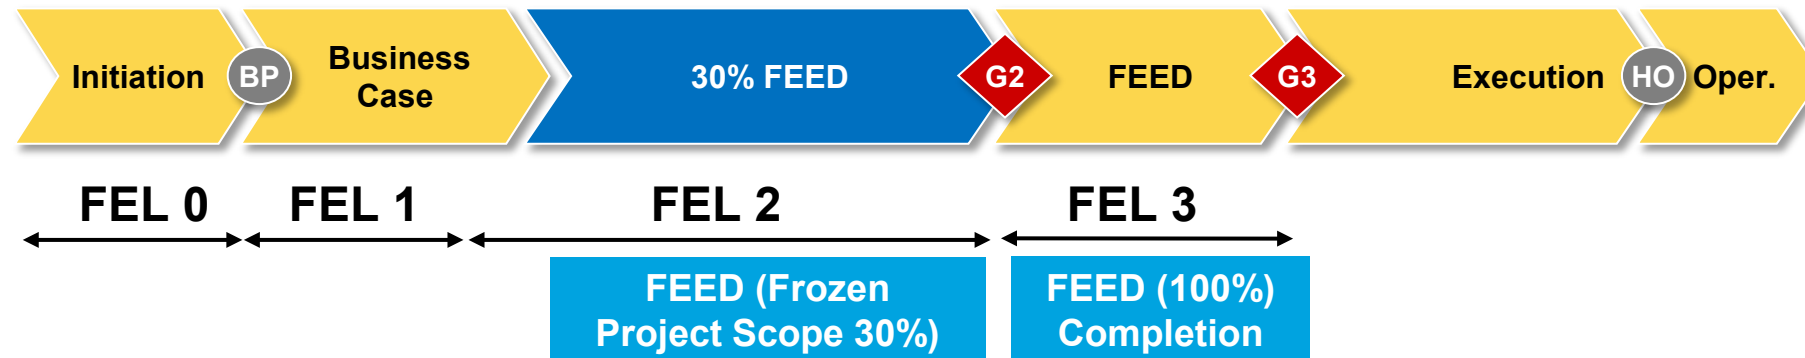 Initiation
BP
Business
Case
30% FEED
G2
FEED
G3
Execution
HO
Oper.
FEL 0
FEL 1
FEL 2
FEL 3
FEED (Frozen
Project Scope 30%)
FEED (100%)
Completion